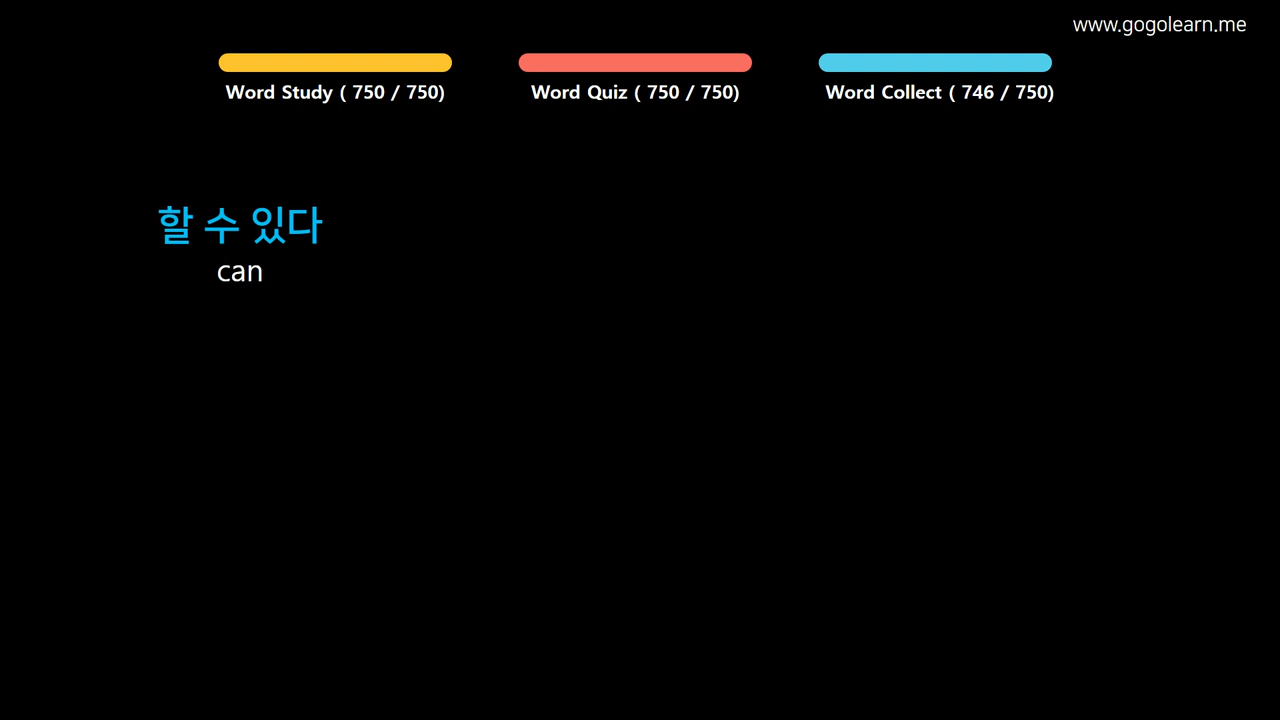 www.gogolearn.me
Word Study ( 750 / 750)
Word Quiz ( 750 / 750)
Word Collect ( 746 / 750)
할 수 있다
can